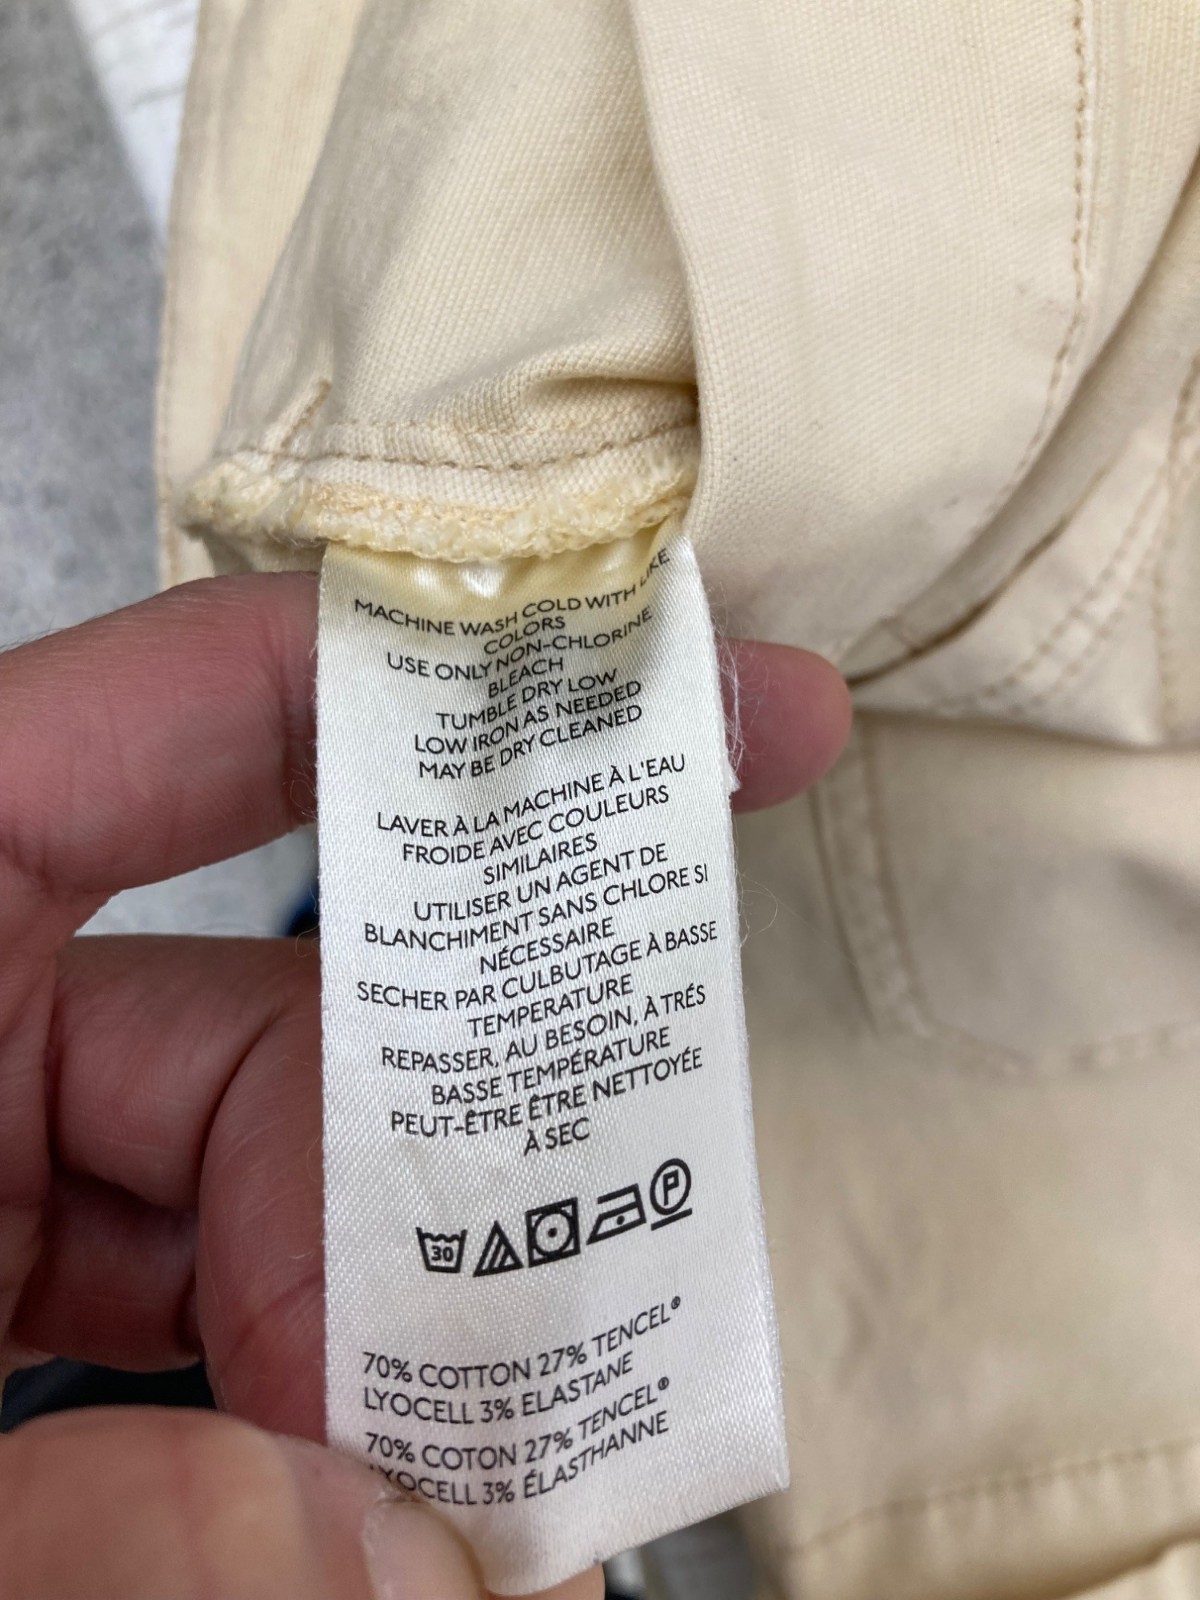 MACHINE WASH COLD WITH LIKE
COLORS
USE ONLY NON-CHLORINE
BLEACH
TUMBLE DRY LOW
LOW IRON AS NEEDED
MAY BE DRY CLEANED
LAVER À LA MACHINE À L'EAU
FROIDE AVEC COULEURS
SIMILAIRES
UTILISER UN AGENT DE
BLANCHIMENT SANS CHLORE SI
NÉCESSAIRE
SECHER PAR CULBUTAGE À BASSE
TEMPERATURE
REPASSER, AU BESOIN, À TRÉS
BASSE TEMPÉRATURE
PEUT-ÊTRE ÊTRE NETTOYÉE
À SEC
30 P
70% COTTON 27% TENCEL®
LYOCELL 3% ELASTANE
70% COTON 27% TENCEL®
LYOCELL 3% ÉLASTHANNE